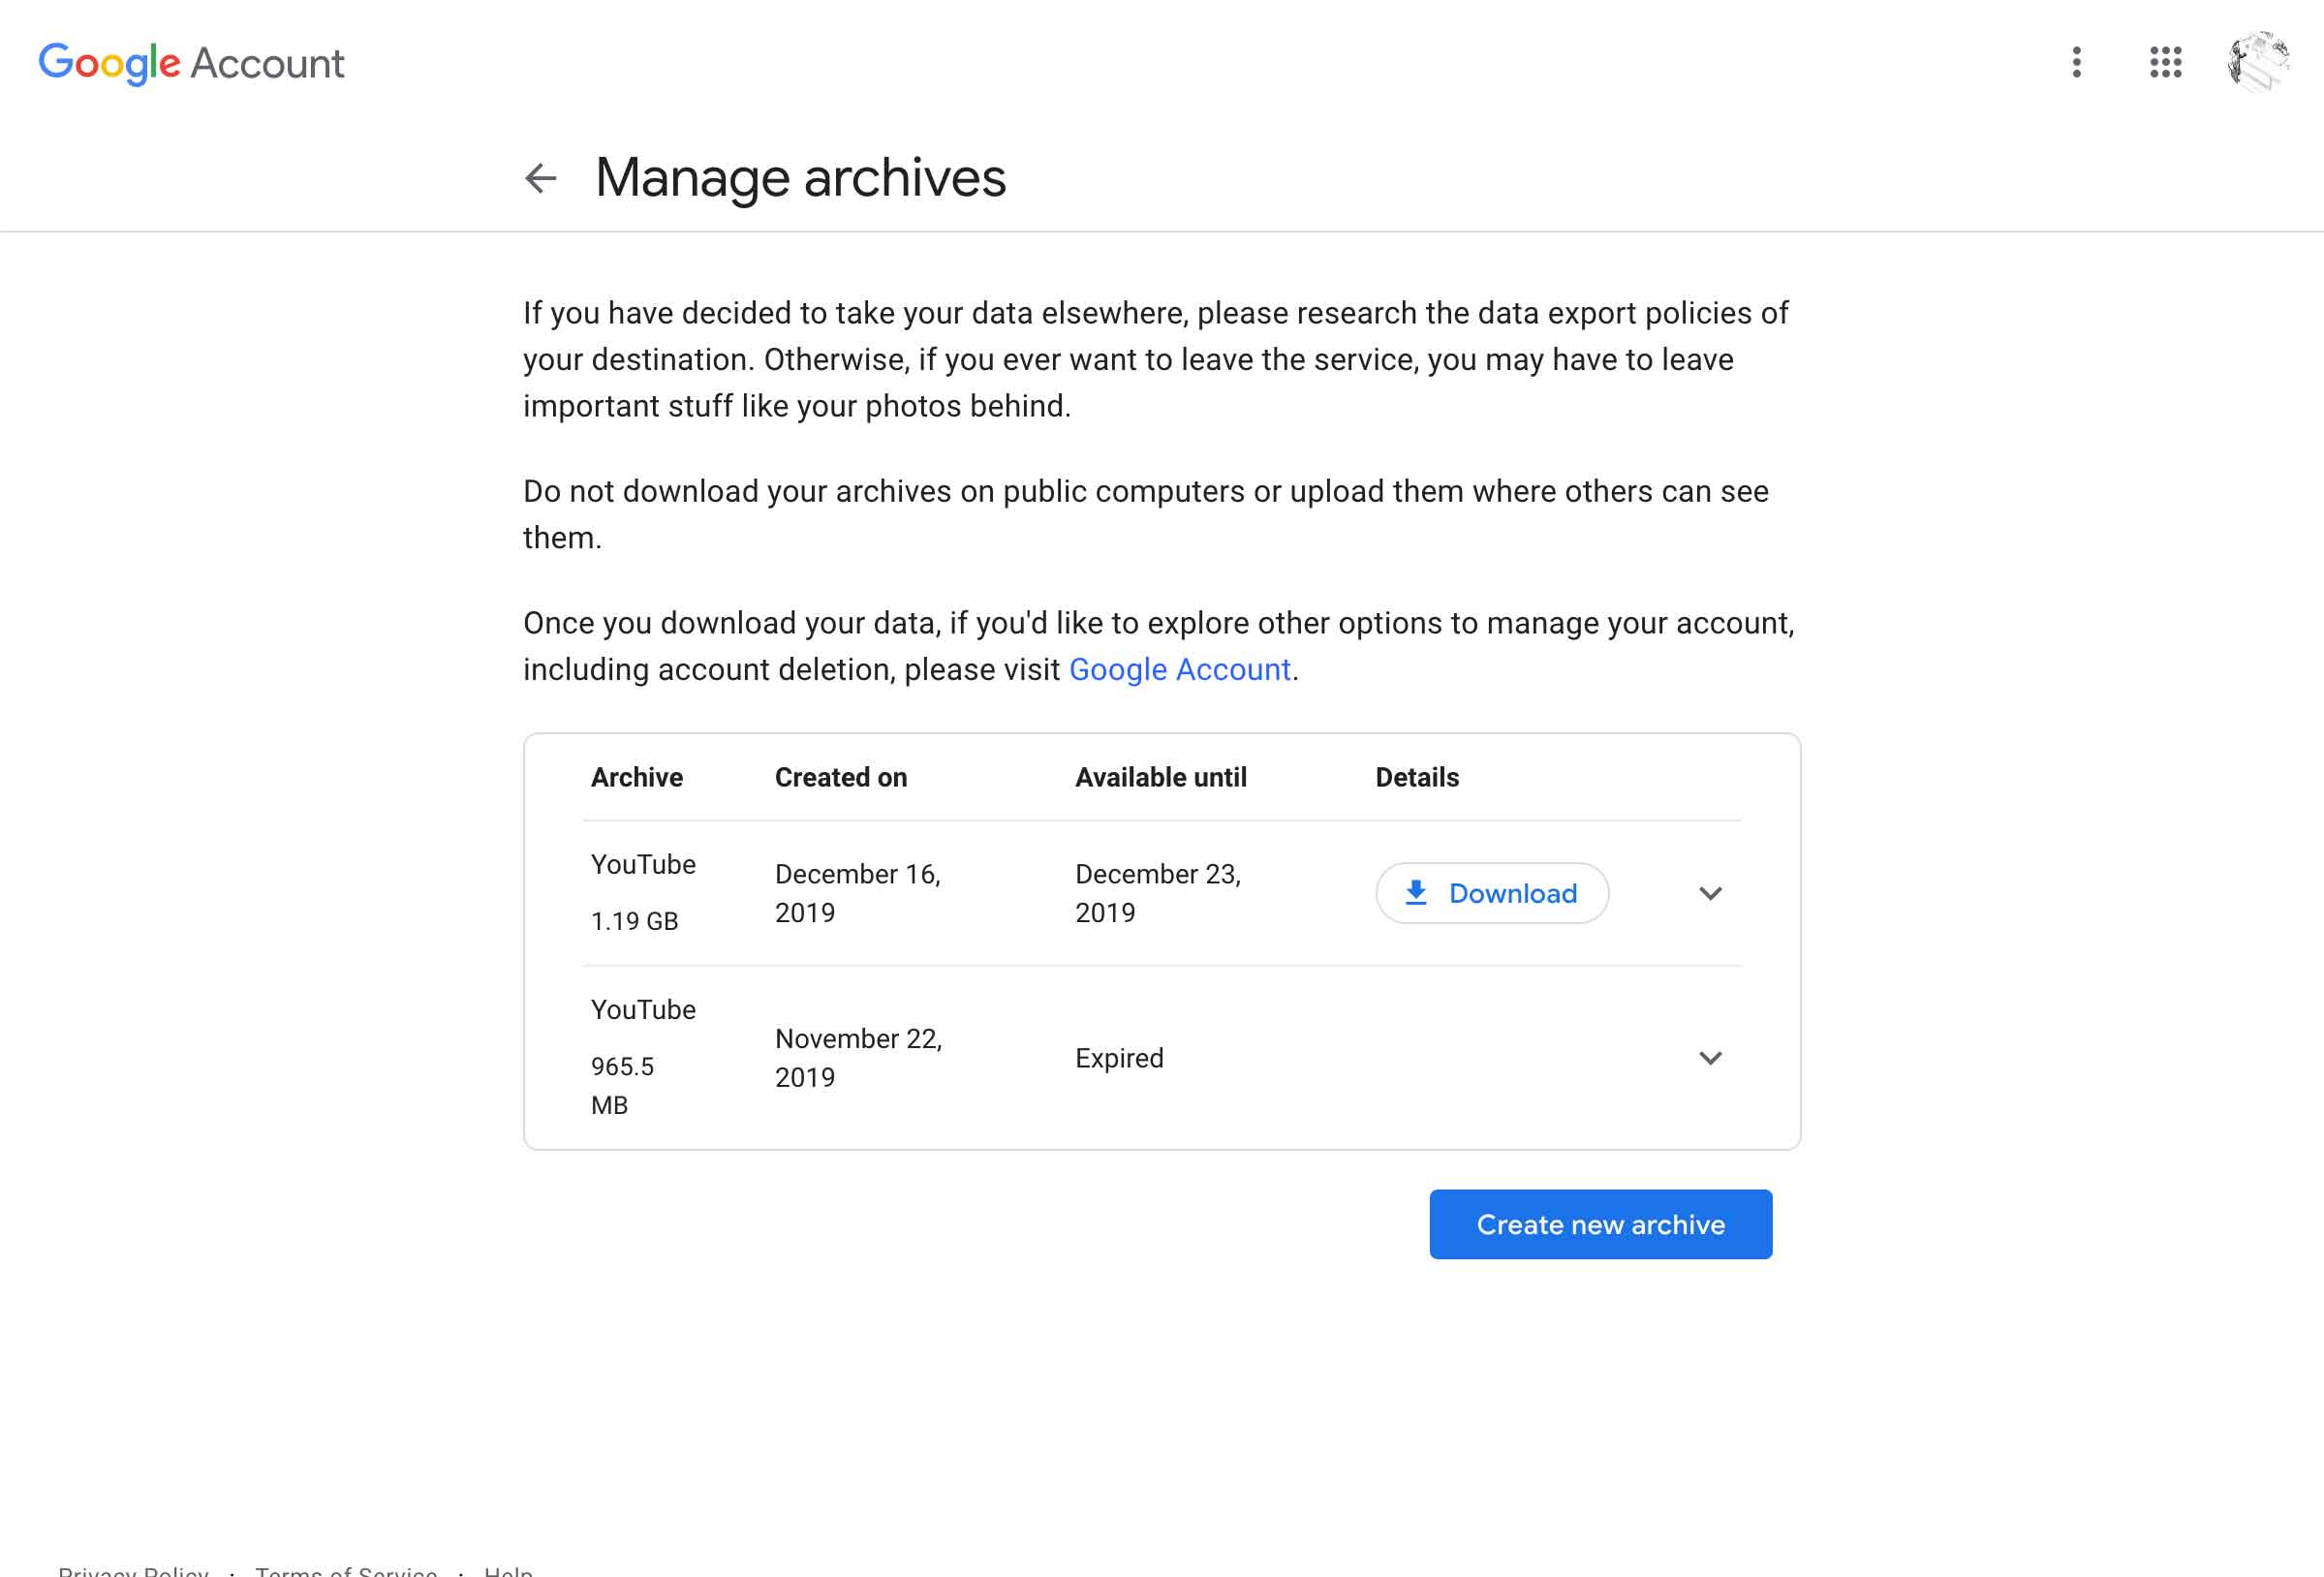 Google Account
Manage archives
If you have decided to take your data elsewhere, please research the data export policies of
your destination. Otherwise, if you ever want to leave the service, you may have to leave
important stuff like your photos behind.
Do not download your archives on public computers or upload them where others can see
them.
Once you download your data, if you'd like to explore other options to manage your account,
including account deletion, please visit Google Account.
Archive Created on Available until Details
YouTube
1.19 GB
December 16,
2019
December 23,
2019
Download
YouTube
965.5
MB
November 22,
2019
Expired
Create new archive
Privacy Policy · Terms of Service · Help